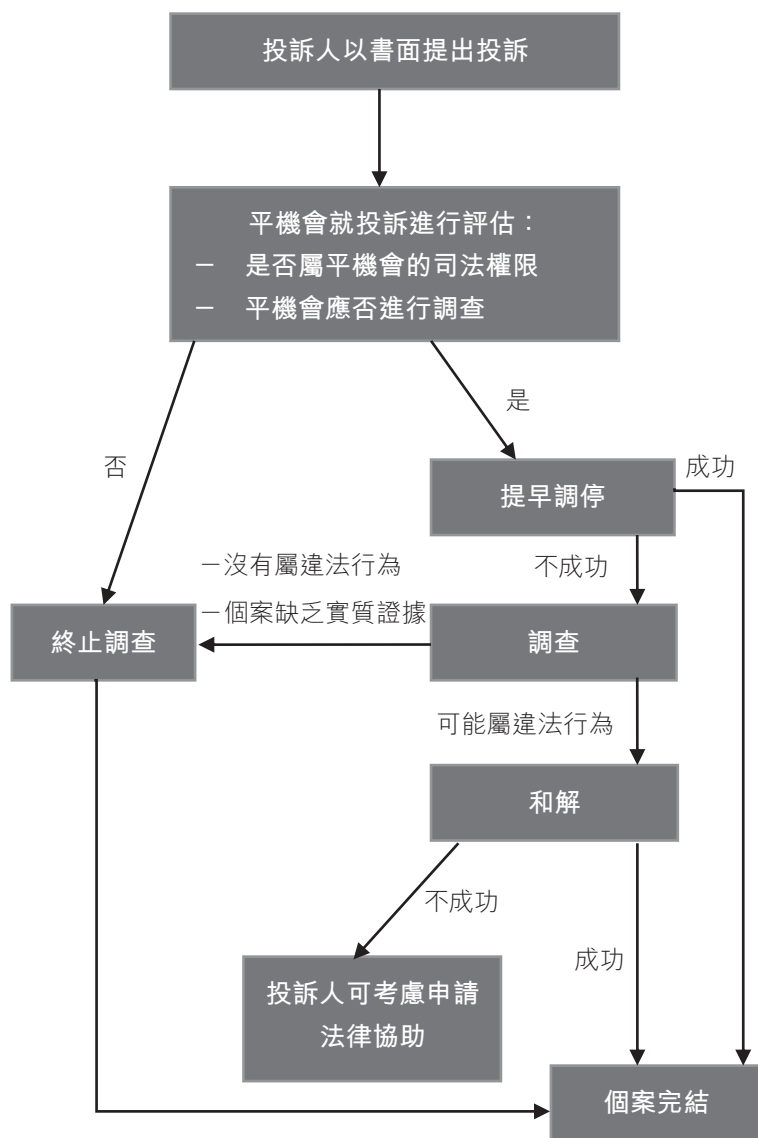 投訴人以書面提出投訴
平機會就投訴進行評估：
－ 是否屬平機會的司法權限
－ 平機會應否進行調查
是
否
成功
提早調停
－沒有屬違法行為
不成功
－個案缺乏實質證據
終止調查
調查
可能屬違法行為
和解
不成功
成功
投訴人可考慮申請
法律協助
個案完結